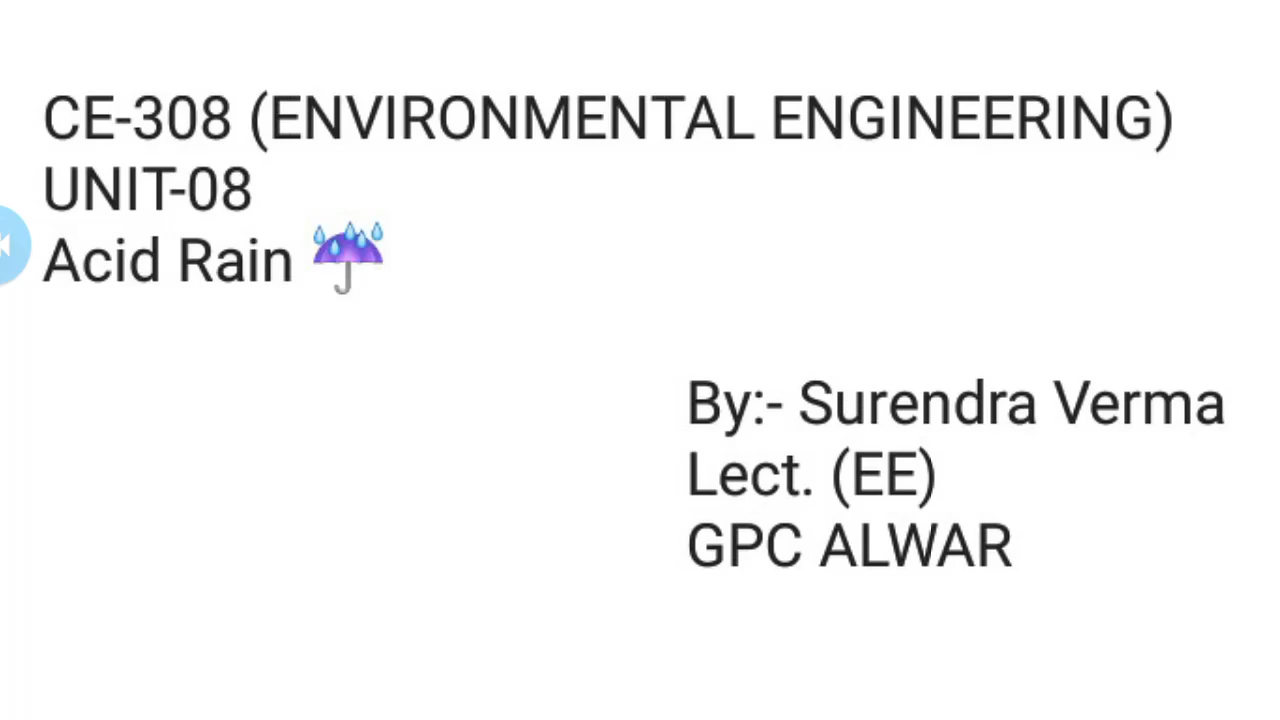 CE-308 (ENVIRONMENTAL ENGINEERING)
UNIT-08
Acid Rain ☔
By:- Surendra Verma
Lect. (EE)
GPC ALWAR